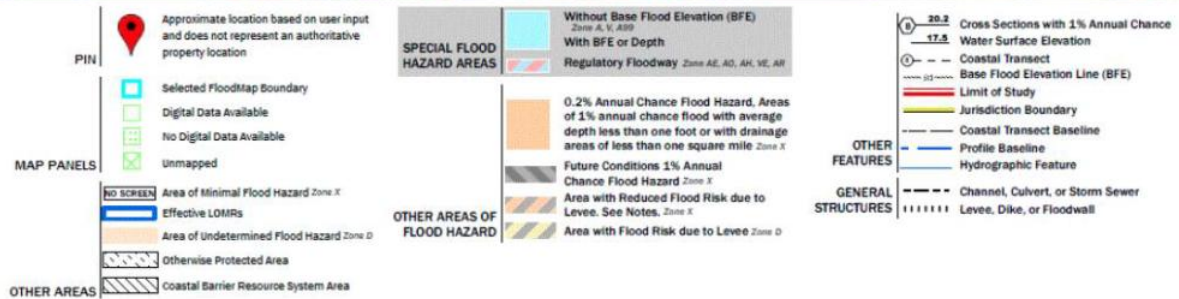 Approximate location based on user input
and does not represent an authoritative
property location
PIN
Selected FloodMap Boundary
Digital Data Available
No Digital Data Available
Unmapped
MAP PANELS
NO SCREEN Area of Minimal Flood Hazard Zone X
Effective LOMRs
Area of Undetermined Flood Hazard Zone D
Otherwise Protected Area
Coastal Barrier Resource System Area
OTHER AREAS
Without Base Flood Elevation (BFE)
Zone A, V, A99
With BFE or Depth
Regulatory Floodway Zone AE, AO, AH, VE, AR
SPECIAL FLOOD
HAZARD AREAS
0.2% Annual Chance Flood Hazard, Areas
of 1% annual chance flood with average
depth less than one foot or with drainage
areas of less than one square mile Zone X
Future Conditions 1% Annual
Chance Flood Hazard Zone X
Area with Reduced Flood Risk due to
Levee. See Notes. Zone X
Area with Flood Risk due to Levee Zone D
OTHER AREAS OF
FLOOD HAZARD
B 20.2 Cross Sections with 1% Annual Chance
17.5 Water Surface Elevation
Coastal Transect
Base Flood Elevation Line (BFE)
Limit of Study
Jurisdiction Boundary
Coastal Transect Baseline
Profile Baseline
Hydrographic Feature
OTHER
FEATURES
Channel, Culvert, or Storm Sewer
Levee, Dike, or Floodwall
GENERAL
STRUCTURES